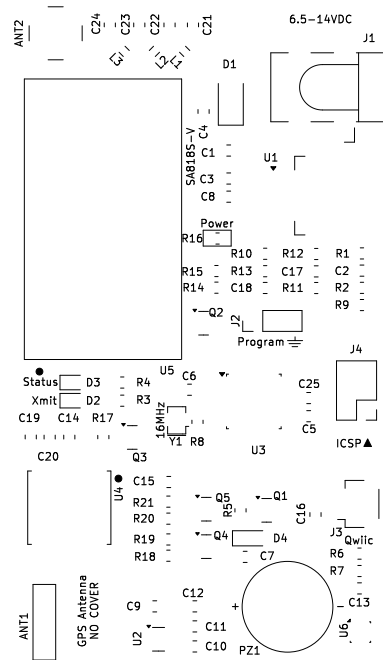 ANT2
C24
C23
C22
C21
6.5-14VDC
J1
L3
L2
L1
D1
SA818S-V
C4
C1
U1
C3
C8
Power
R16
R10
R12
R1
R15
R13
C17
C2
R14
C18
R11
R2
R9
Q2
J2
Program
J4
U5
Status
D3
R4
C6
Xmit
D2
R3
C25
C19
C14
R17
16MHz
Y1
R8
C5
U3
ICSP
Q3
C20
C15
U4
R21
R20
R19
R18
Q5
R5
Q1
C16
Q4
D4
C7
J3
Qwiic
R6
R7
ANT1
GPS Antenna
NO COVER
C9
C12
U2
C11
C10
+
PZ1
C13
U6